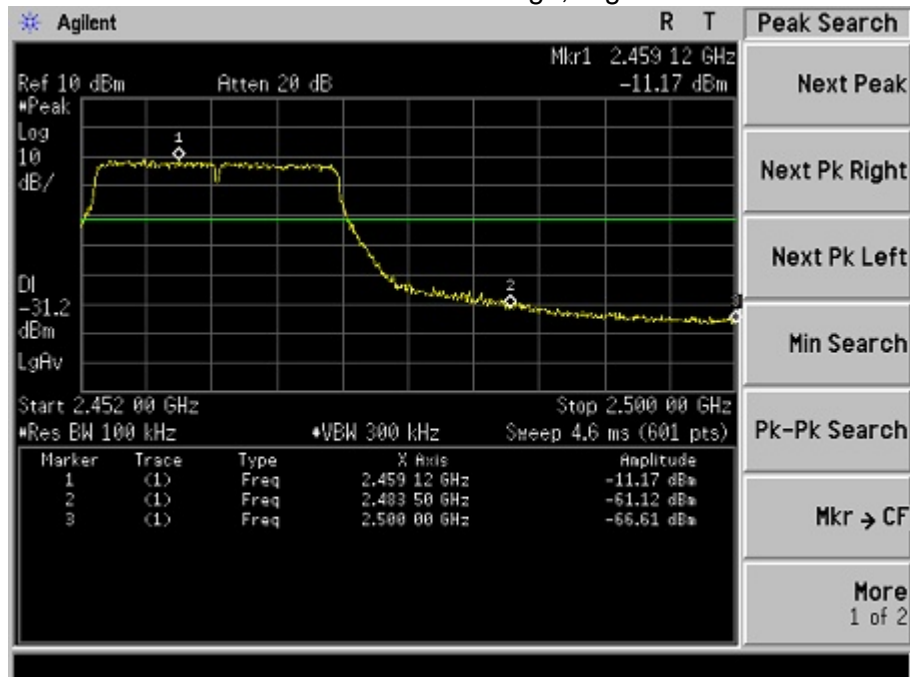 Agilent R T Peak Search
Mkr1 2.459 12 GHz
Ref 10 dBm Atten 20 dB -11.17 dBm
#Peak
Log
10
dB/
1
2
3
DI
-31.2
dBm
LgAv
Start 2.452 00 GHz Stop 2.500 00 GHz
#Res BW 100 kHz #VBW 300 kHz Sweep 4.6 ms (601 pts)
Marker Trace Type X Axis Amplitude
1 (1) Freq 2.459 12 GHz -11.17 dBm
2 (1) Freq 2.483 50 GHz -61.12 dBm
3 (1) Freq 2.500 00 GHz -66.61 dBm
Next Peak
Next Pk Right
Next Pk Left
Min Search
Pk-Pk Search
Mkr → CF
More
1 of 2